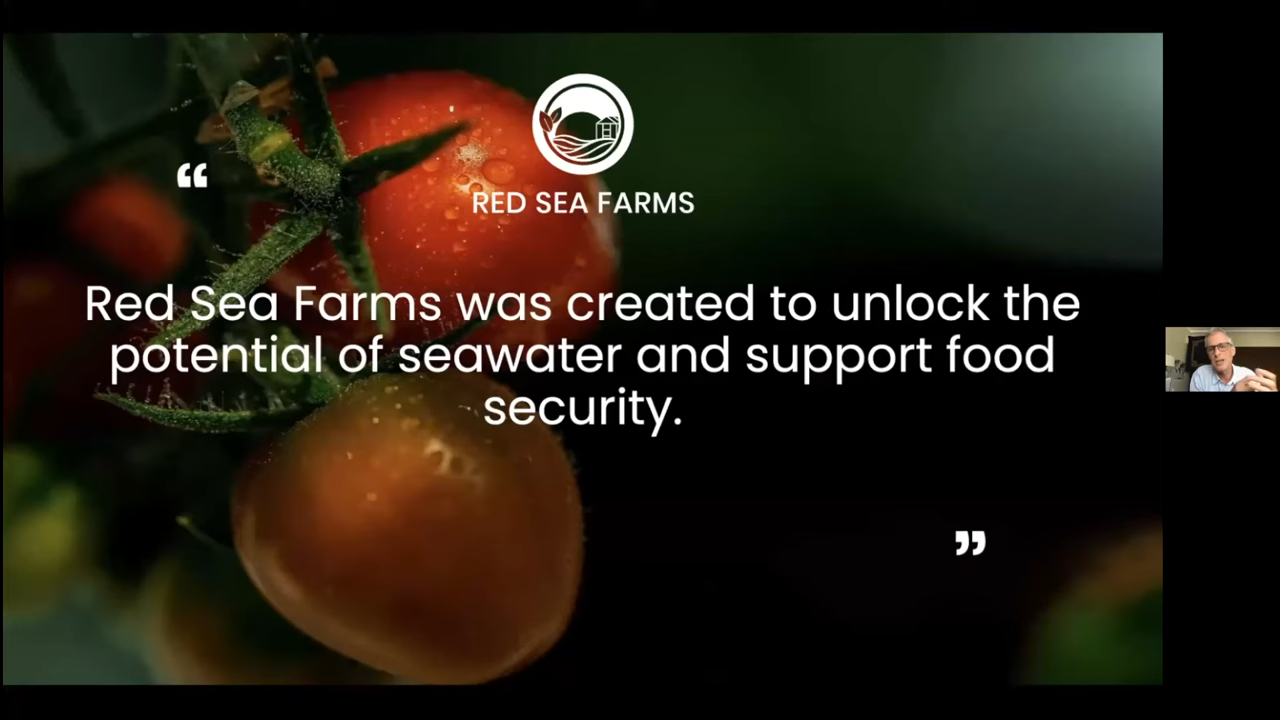 “
RED SEA FARMS
Red Sea Farms was created to unlock the
potential of seawater and support food
security.
”